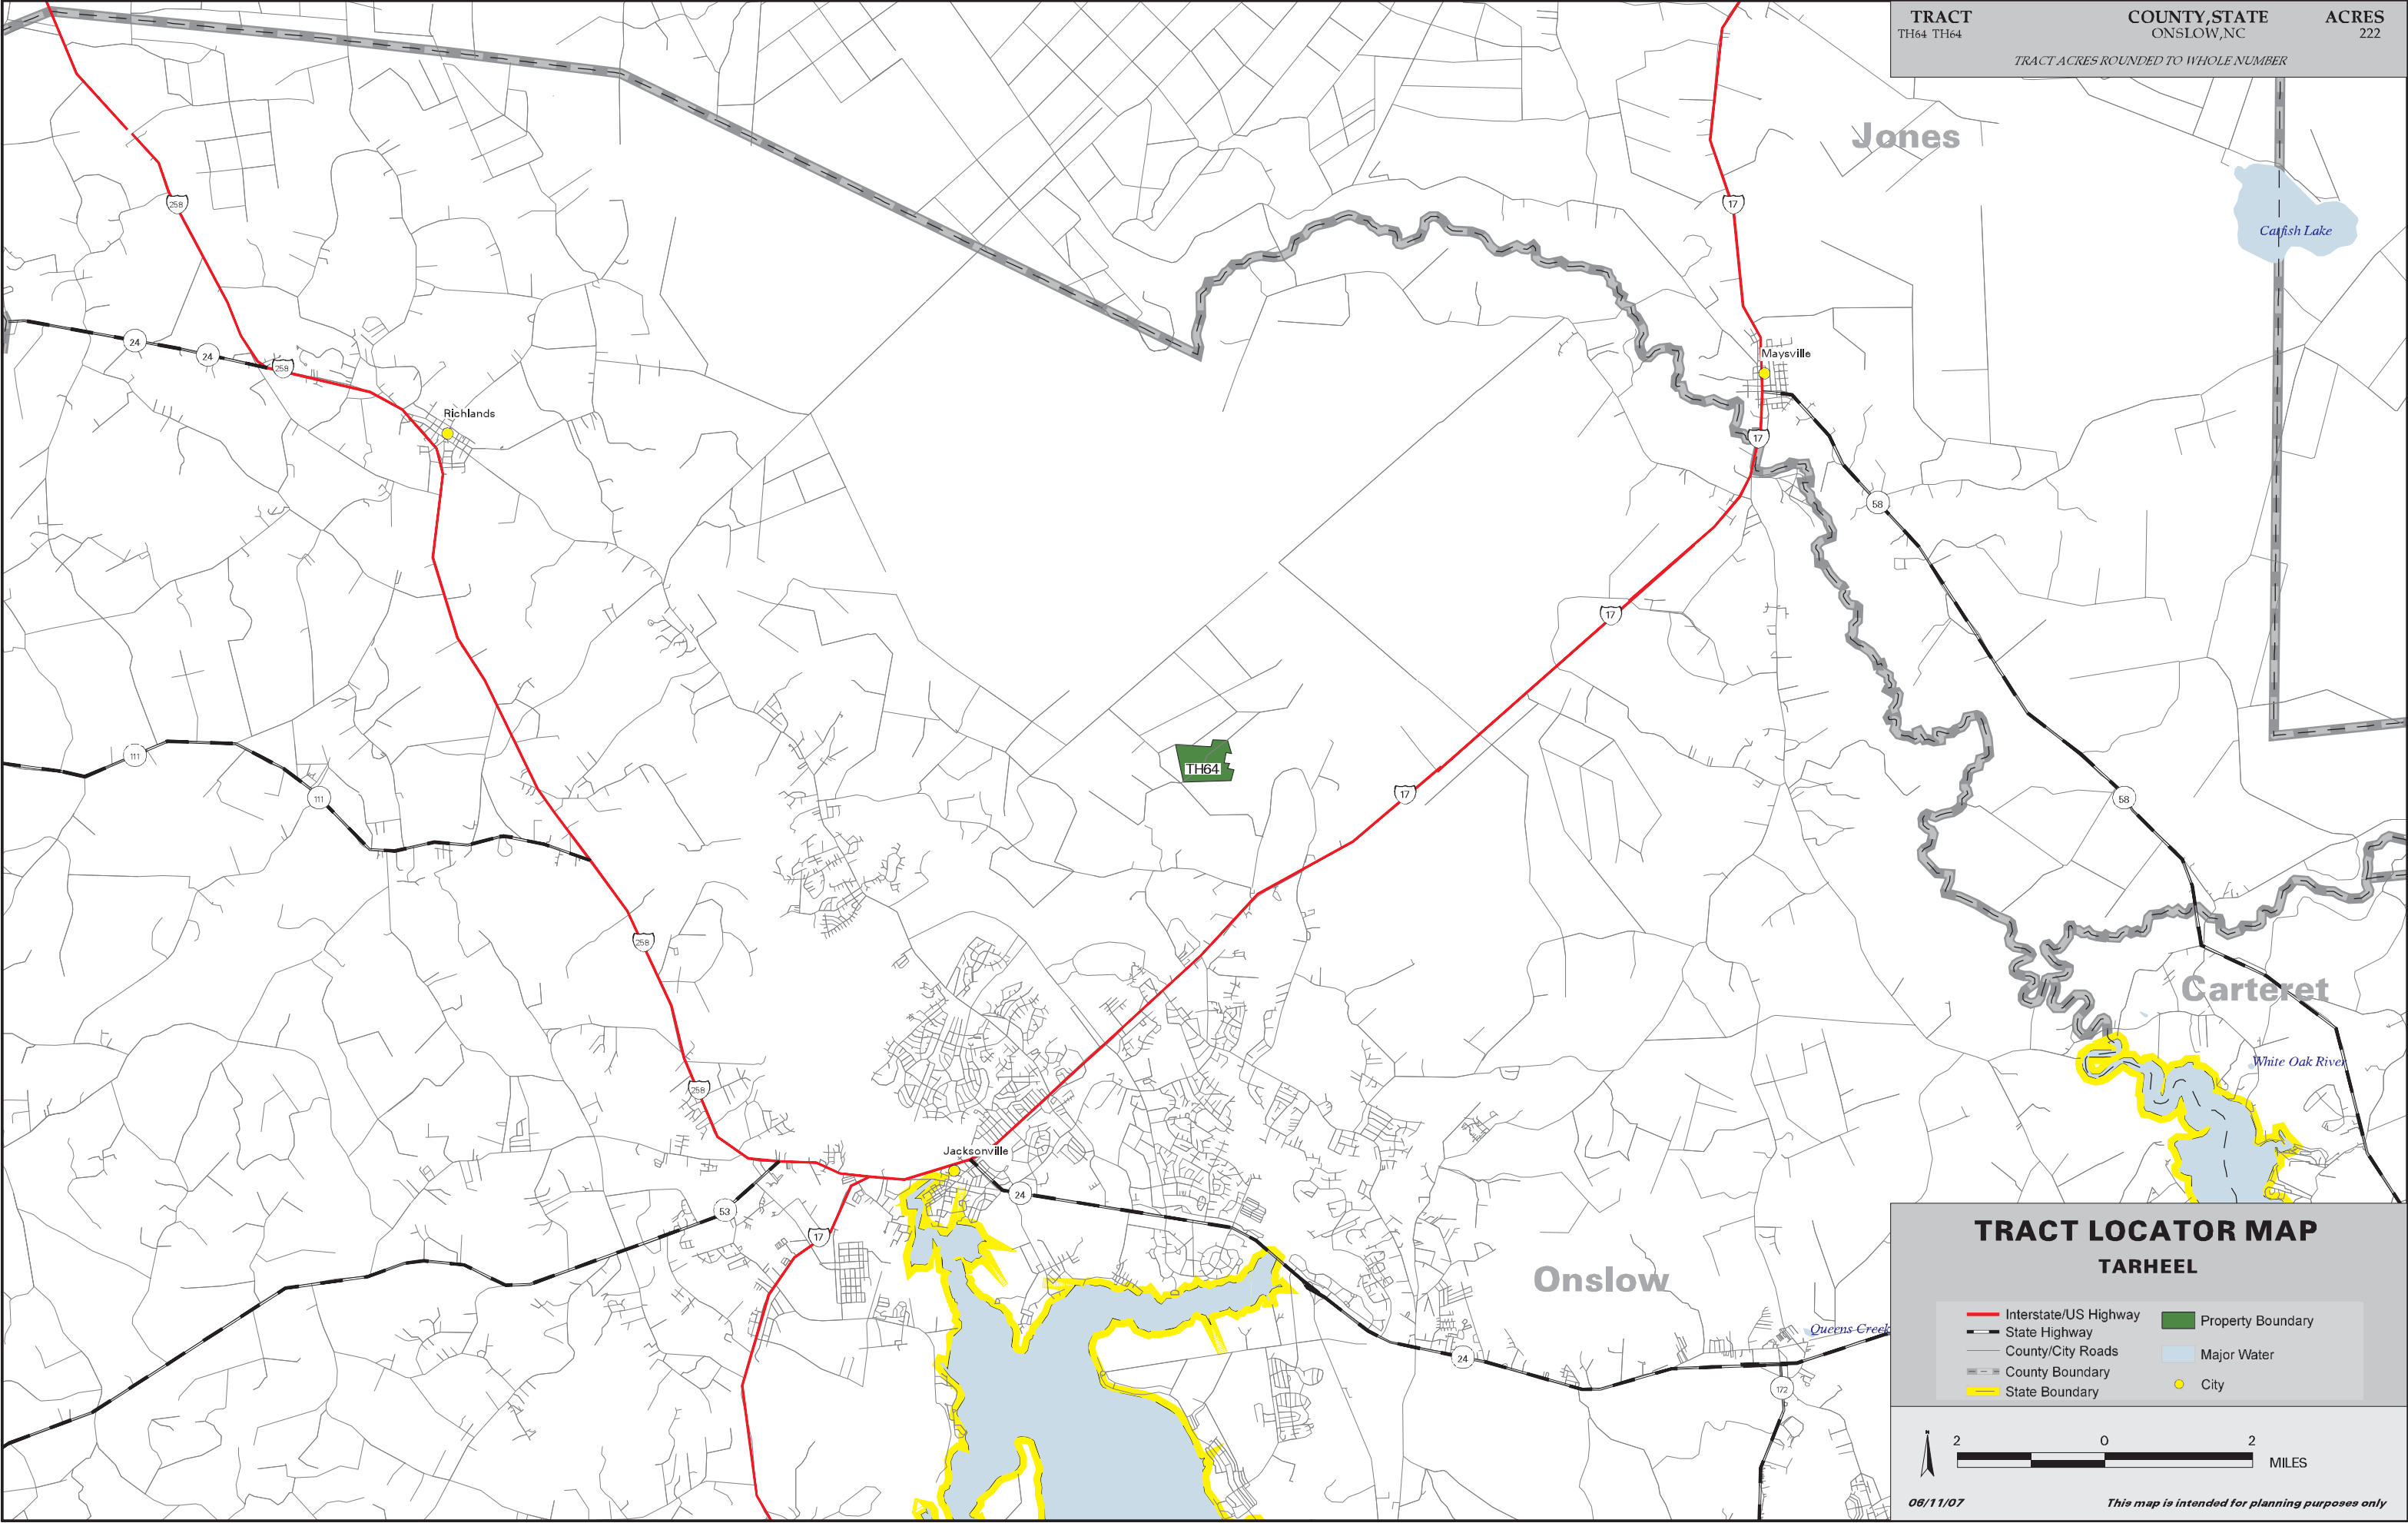 TRACT COUNTY,STATE ACRES
TH64 TH64 ONSLOW,NC 222
TRACT ACRES ROUNDED TO WHOLE NUMBER
Jones
258
17
Catfish Lake
24
24
258
Maysville
Richlands
17
58
17
111
TH64
17
111
58
258
Carteret
White Oak River
258
Jacksonville
24
53
17
Onslow
Queens Creek
24
172
TRACT LOCATOR MAP
TARHEEL
Interstate/US Highway
State Highway
County/City Roads
County Boundary
State Boundary
Property Boundary
Major Water
City
N
2 0 2
MILES
06/11/07
This map is intended for planning purposes only